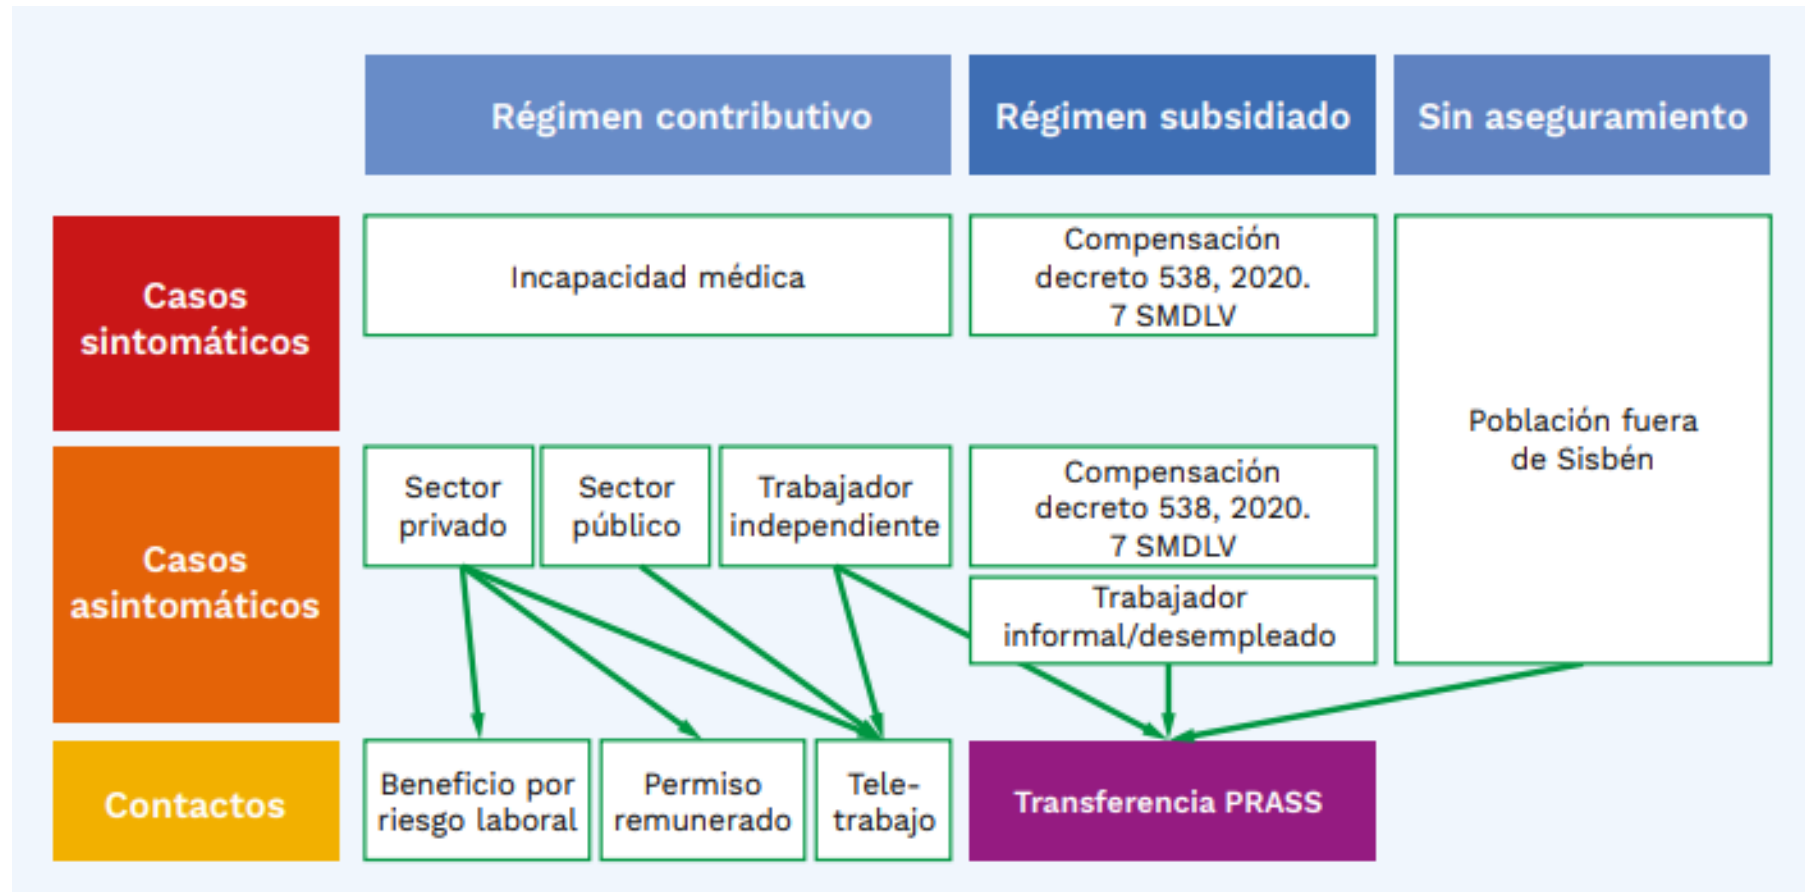 Régimen contributivo
Régimen subsidiado
Sin aseguramiento
Casos
sintomáticos
Incapacidad médica
Compensación
decreto 538, 2020.
7 SMDLV
Población fuera
de Sisbén
Casos
asintomáticos
Sector
privado
Sector
público
Trabajador
independiente
Compensación
decreto 538, 2020.
7 SMDLV
Trabajador
informal/desempleado
Contactos
Beneficio por
riesgo laboral
Permiso
remunerado
Tele-
trabajo
Transferencia PRASS